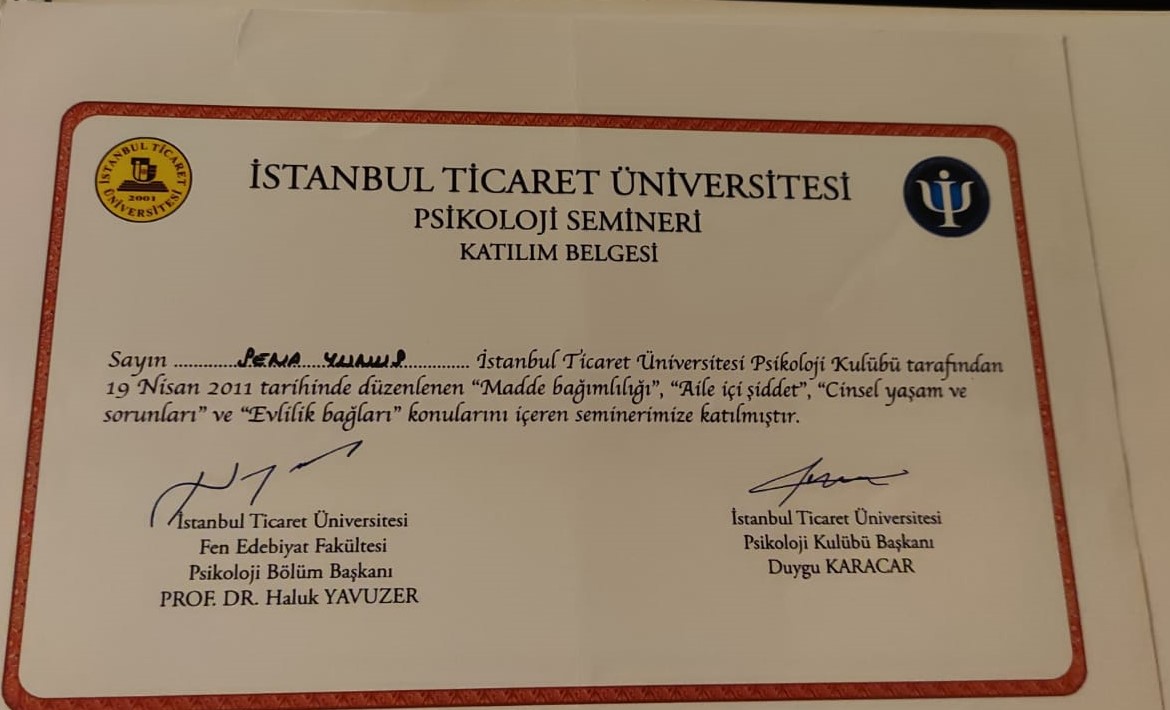 İSTANBUL TİCARET ÜNİVERSİTESİ
2001
İSTANBUL TİCARET ÜNİVERSİTESİ
PSİKOLOJİ SEMİNERİ
KATILIM BELGESİ
Sayın ..................SENA YUNUS.................. İstanbul Ticaret Üniversitesi Psikoloji Kulübü tarafından
19 Nisan 2011 tarihinde düzenlenen “Madde bağımlılığı”, “Aile içi şiddet”, “Cinsel yaşam ve
sorunları” ve “Evlilik bağları” konularını içeren seminerimize katılmıştır.
İstanbul Ticaret Üniversitesi
Fen Edebiyat Fakültesi
Psikoloji Bölüm Başkanı
PROF. DR. Haluk YAVUZER
İstanbul Ticaret Üniversitesi
Psikoloji Kulübü Başkanı
Duygu KARACAR